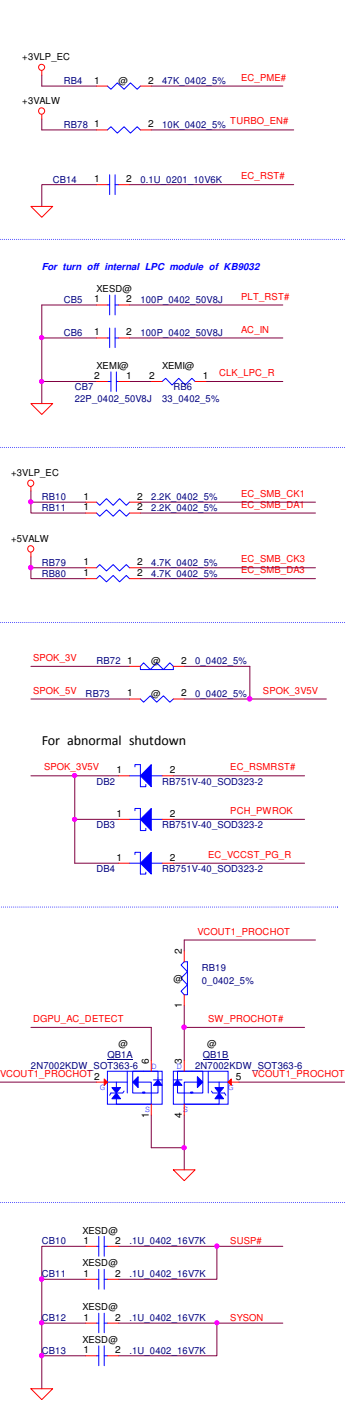 +3VLP_EC
RB4 1 @ 2 47K_0402_5% EC_PME#
+3VALW
RB78 1 2 10K_0402_5% TURBO_EN#
CB14 1 2 0.1U_0201_10V6K EC_RST#
For turn off internal LPC module of KB9032
XESD@
CB5 1 2 100P_0402_50V8J PLT_RST#
CB6 1 2 100P_0402_50V8J AC_IN
XEMI@ XEMI@
2 1 2 1 CLK_LPC_R
CB7 RB6
22P_0402_50V8J 33_0402_5%
+3VLP_EC
RB10 1 2 2.2K_0402_5% EC_SMB_CK1
RB11 1 2 2.2K_0402_5% EC_SMB_DA1
+5VALW
RB79 1 2 4.7K_0402_5% EC_SMB_CK3
RB80 1 2 4.7K_0402_5% EC_SMB_DA3
SPOK_3V RB72 1 @ 2 0_0402_5%
SPOK_5V RB73 1 @ 2 0_0402_5% SPOK_3V5V
For abnormal shutdown
SPOK_3V5V 1 2 EC_RSMRST#
DB2 RB751V-40_SOD323-2
1 2 PCH_PWROK
DB3 RB751V-40_SOD323-2
1 2 EC_VCCST_PG_R
DB4 RB751V-40_SOD323-2
VCOUT1_PROCHOT
2
RB19
@ 0_0402_5%
1
DGPU_AC_DETECT SW_PROCHOT#
@ @
QB1A QB1B
2N7002KDW_SOT363-6 2N7002KDW_SOT363-6
6 D D 3
VCOUT1_PROCHOT 2 G G 5 VCOUT1_PROCHOT
S S
1 4
XESD@
CB10 1 2 .1U_0402_16V7K SUSP#
XESD@
CB11 1 2 .1U_0402_16V7K
XESD@
CB12 1 2 .1U_0402_16V7K SYSON
XESD@
CB13 1 2 .1U_0402_16V7K